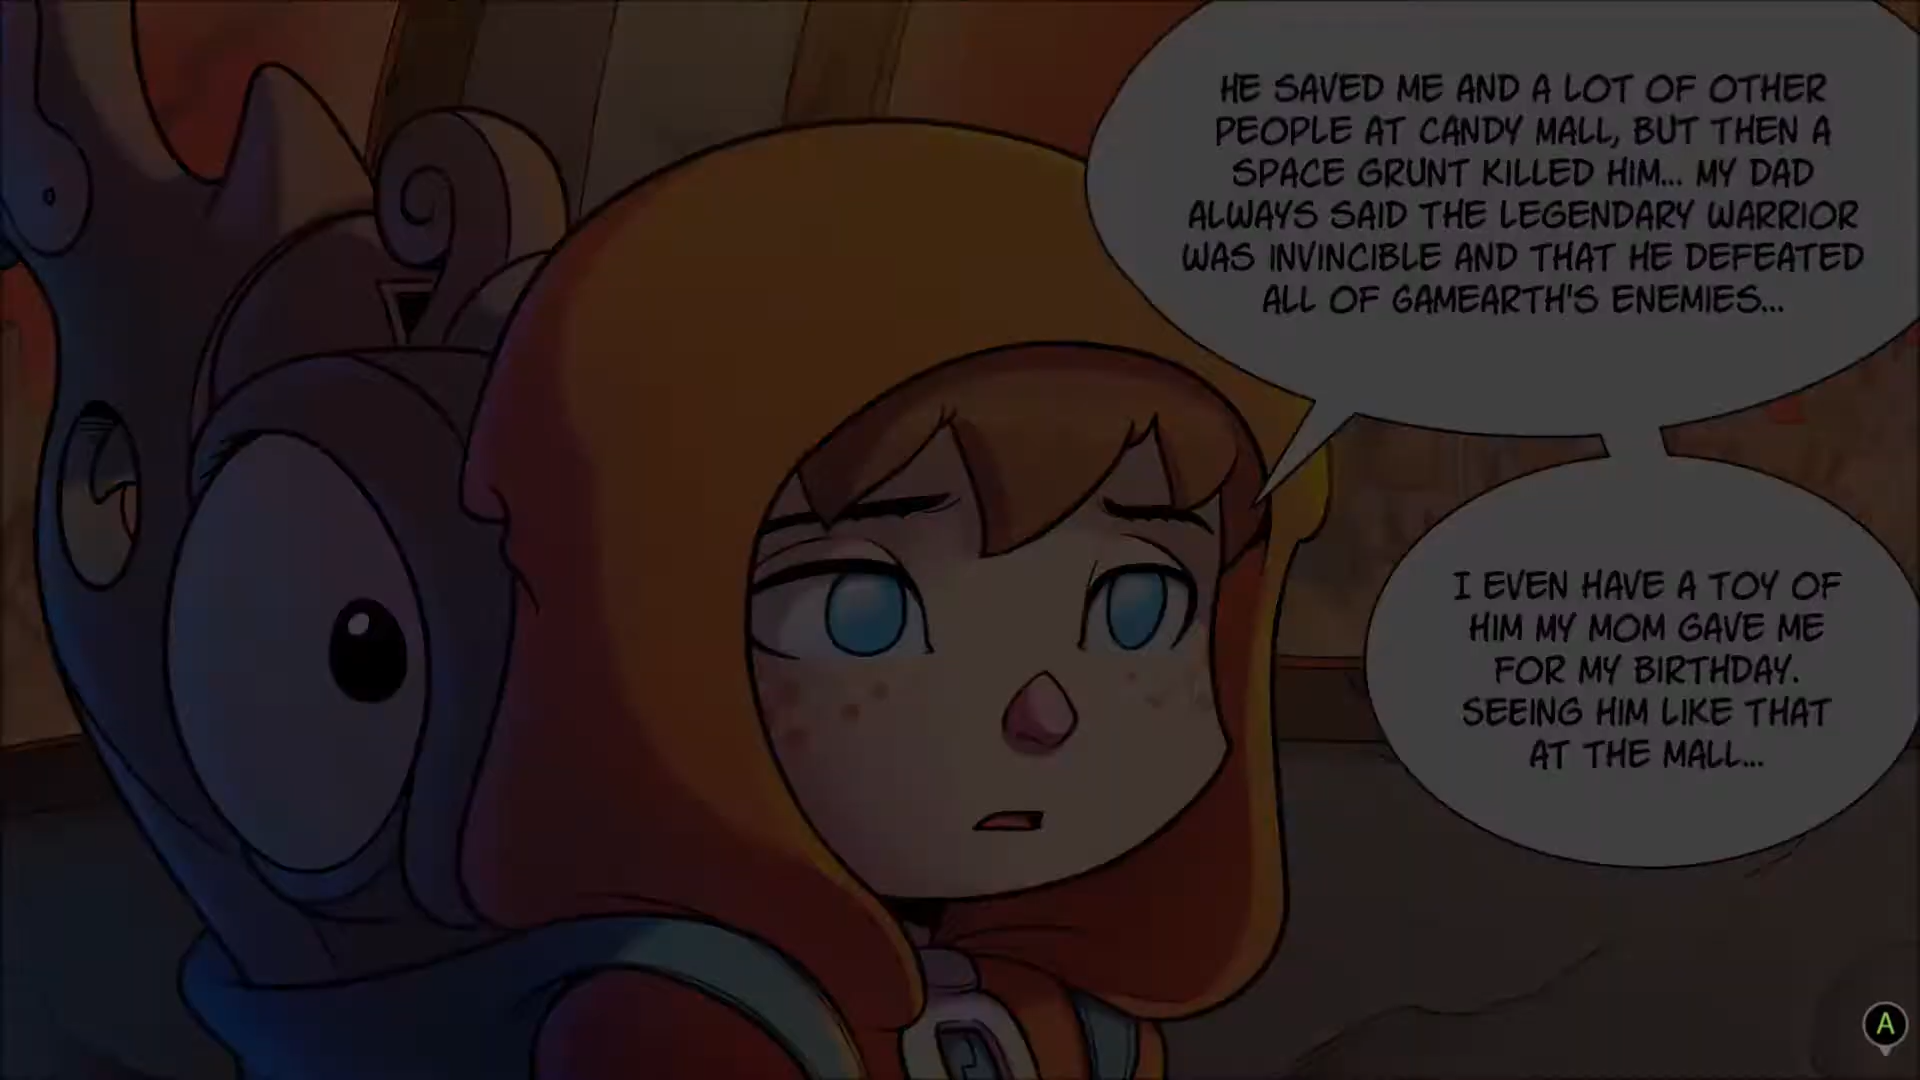 HE SAVED ME AND A LOT OF OTHER
PEOPLE AT CANDY MALL, BUT THEN A
SPACE GRUNT KILLED HIM... MY DAD
ALWAYS SAID THE LEGENDARY WARRIOR
WAS INVINCIBLE AND THAT HE DEFEATED
ALL OF GAMEARTH'S ENEMIES...
I EVEN HAVE A TOY OF
HIM MY MOM GAVE ME
FOR MY BIRTHDAY.
SEEING HIM LIKE THAT
AT THE MALL...
A